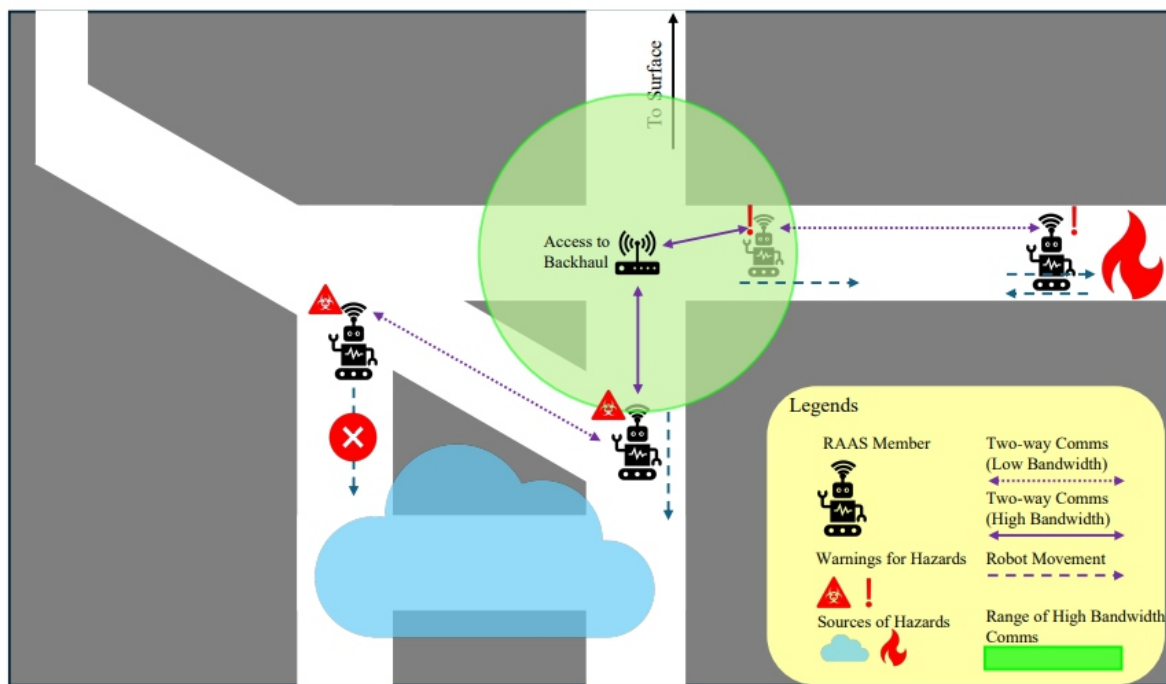 To Surface
Access to
Backhaul
Legends
RAAS Member
Two-way Comms
(Low Bandwidth)
Two-way Comms
(High Bandwidth)
Warnings for Hazards
Robot Movement
Sources of Hazards
Range of High Bandwidth
Comms